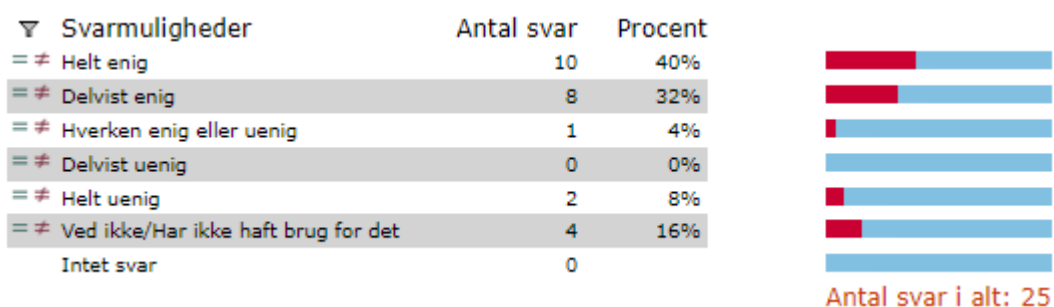 Svarmuligheder Antal svar Procent
= ≠ Helt enig 10 40%
= ≠ Delvist enig 8 32%
= ≠ Hverken enig eller uenig 1 4%
= ≠ Delvist uenig 0 0%
= ≠ Helt uenig 2 8%
= ≠ Ved ikke/Har ikke haft brug for det 4 16%
Intet svar 0
Antal svar i alt: 25